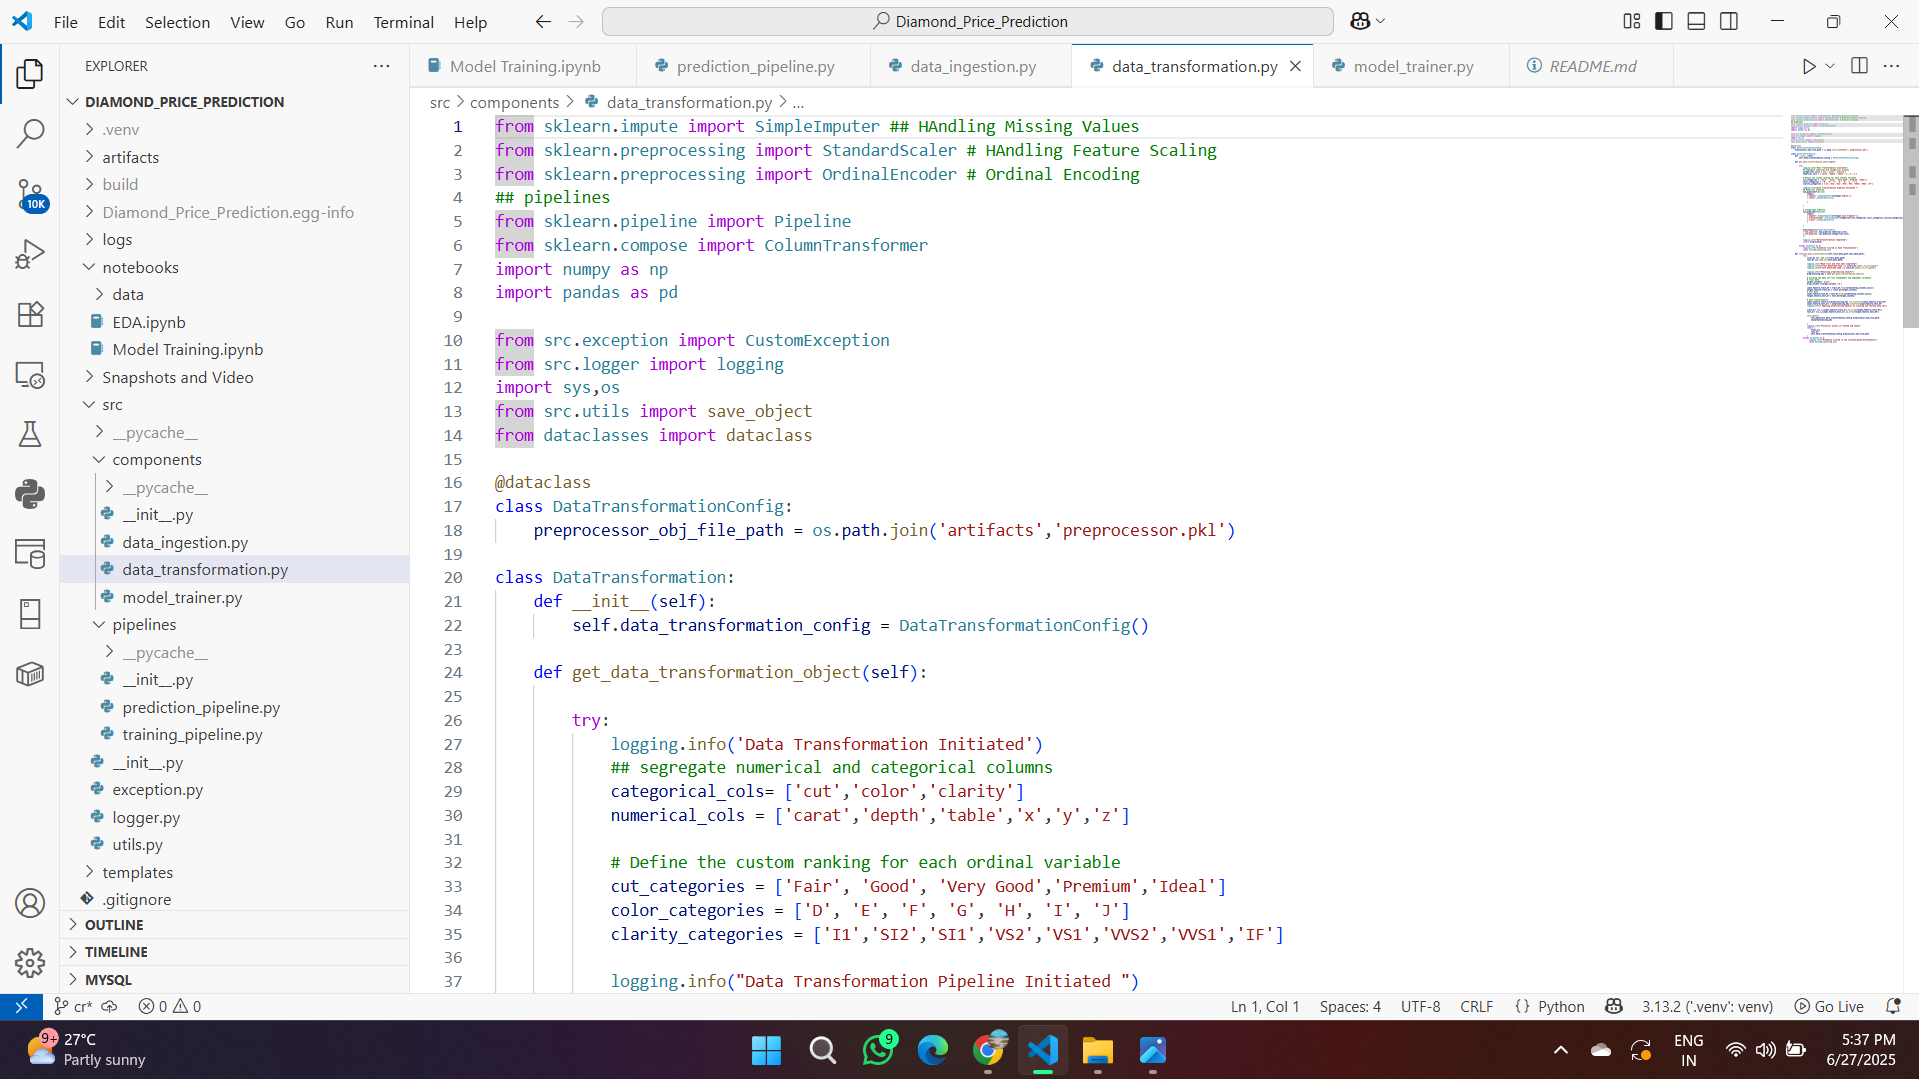 File Edit Selection View Go Run Terminal Help
Diamond_Price_Prediction
EXPLORER
DIAMOND_PRICE_PREDICTION
.venv
artifacts
build
Diamond_Price_Prediction.egg-info
logs
notebooks
data
EDA.ipynb
Model Training.ipynb
Snapshots and Video
src
__pycache__
components
__pycache__
__init__.py
data_ingestion.py
data_transformation.py
model_trainer.py
pipelines
__pycache__
__init__.py
prediction_pipeline.py
training_pipeline.py
__init__.py
exception.py
logger.py
utils.py
templates
.gitignore
OUTLINE
TIMELINE
MYSQL
10K
Model Training.ipynb prediction_pipeline.py data_ingestion.py data_transformation.py model_trainer.py README.md
src > components > data_transformation.py > ...
1 from sklearn.impute import SimpleImputer ## HAndling Missing Values
2 from sklearn.preprocessing import StandardScaler # HAndling Feature Scaling
3 from sklearn.preprocessing import OrdinalEncoder # Ordinal Encoding
4 ## pipelines
5 from sklearn.pipeline import Pipeline
6 from sklearn.compose import ColumnTransformer
7 import numpy as np
8 import pandas as pd
9
10 from src.exception import CustomException
11 from src.logger import logging
12 import sys,os
13 from src.utils import save_object
14 from dataclasses import dataclass
15
16 @dataclass
17 class DataTransformationConfig:
18 preprocessor_obj_file_path = os.path.join('artifacts','preprocessor.pkl')
19
20 class DataTransformation:
21 def __init__(self):
22 self.data_transformation_config = DataTransformationConfig()
23
24 def get_data_transformation_object(self):
25
26 try:
27 logging.info('Data Transformation Initiated')
28 ## segregate numerical and categorical columns
29 categorical_cols= ['cut','color','clarity']
30 numerical_cols = ['carat','depth','table','x','y','z']
31
32 # Define the custom ranking for each ordinal variable
33 cut_categories = ['Fair', 'Good', 'Very Good','Premium','Ideal']
34 color_categories = ['D', 'E', 'F', 'G', 'H', 'I', 'J']
35 clarity_categories = ['I1','SI2','SI1','VS2','VS1','VVS2','VVS1','IF']
36
37 logging.info("Data Transformation Pipeline Initiated ")
cr* 0 0 Ln 1, Col 1 Spaces: 4 UTF-8 CRLF {} Python 3.13.2 ('.venv': venv) Go Live
9+ 27°C
Partly sunny
9
ENG
IN
5:37 PM
6/27/2025